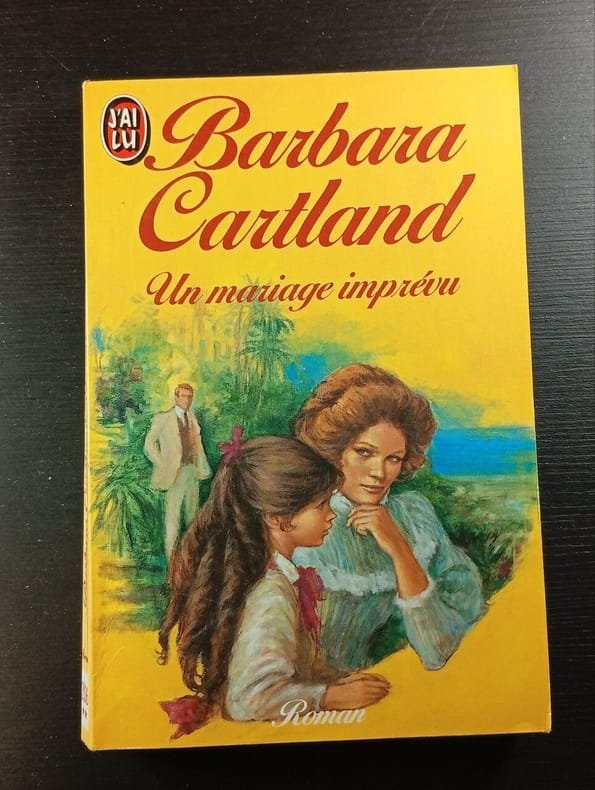 J'AI
LU
Barbara
Cartland
Un mariage imprévu
Roman